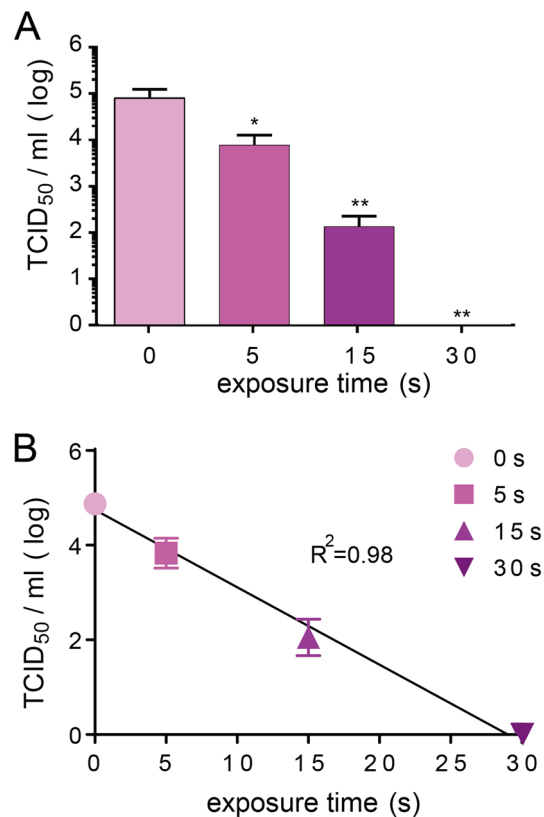 A
TCID50 / ml ( log)
6
5
4
3
2
1
0
*
**
**
0 5 15 30
exposure time (s)
B
TCID50 / ml ( log)
6
4
2
0
0 s
5 s
15 s
30 s
R2=0.98
0 5 10 15 20 25 30
exposure time (s)